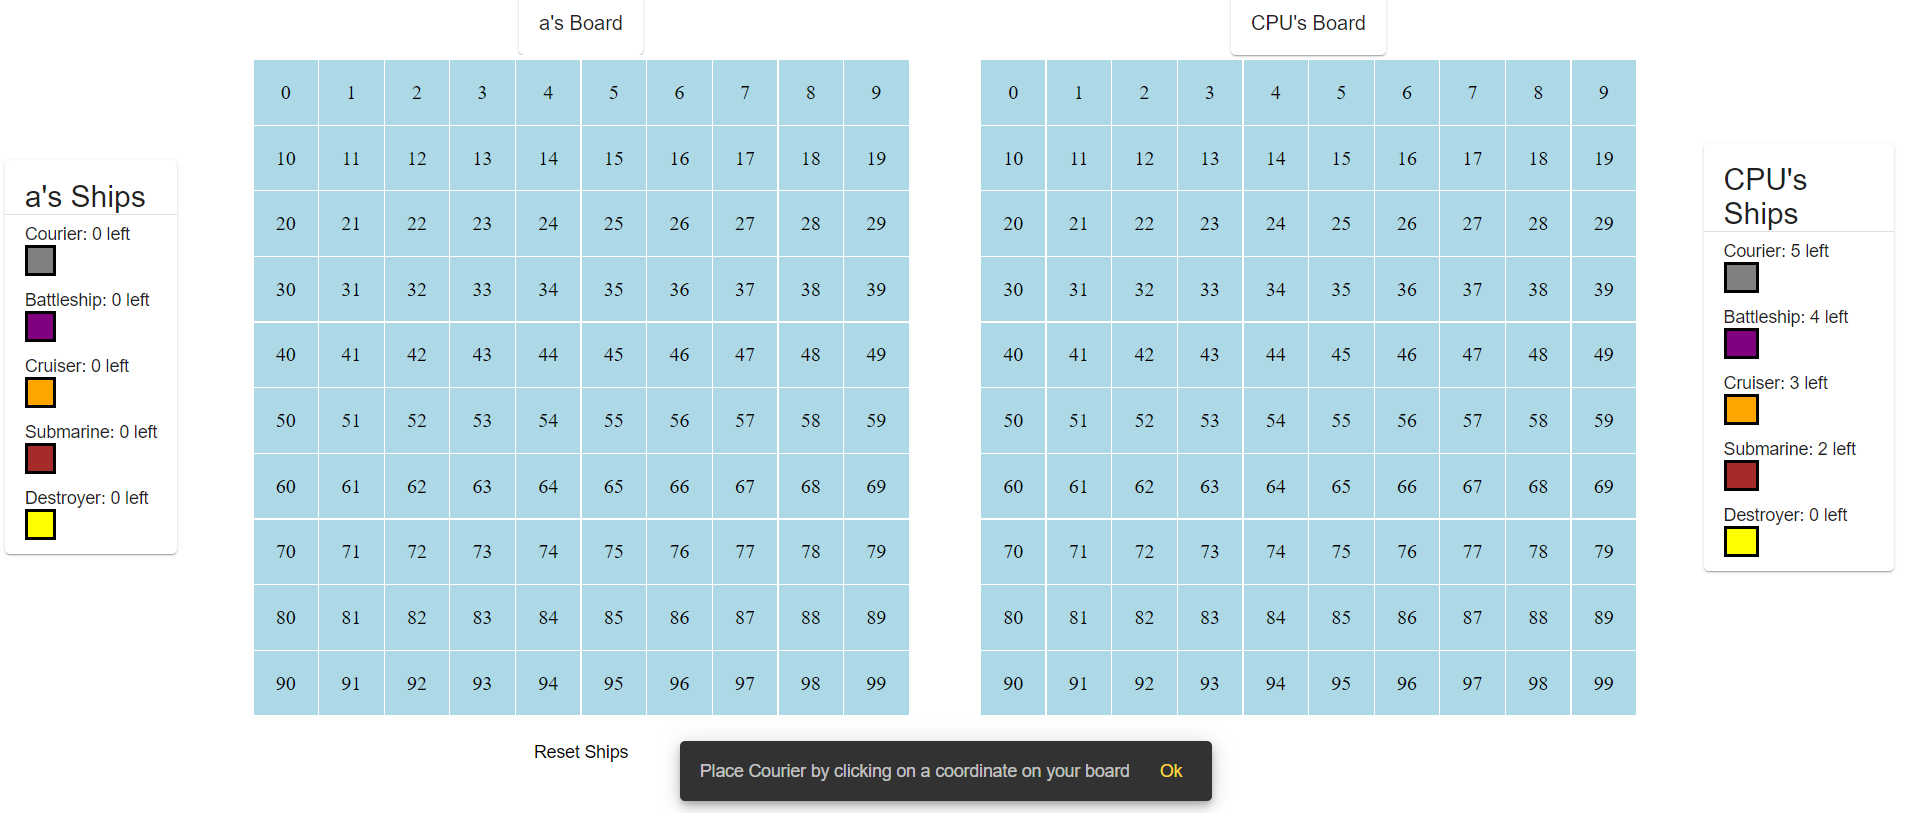 a's Board
CPU's Board
a's Ships
Courier: 0 left
Battleship: 0 left
Cruiser: 0 left
Submarine: 0 left
Destroyer: 0 left
0 1 2 3 4 5 6 7 8 9
10 11 12 13 14 15 16 17 18 19
20 21 22 23 24 25 26 27 28 29
30 31 32 33 34 35 36 37 38 39
40 41 42 43 44 45 46 47 48 49
50 51 52 53 54 55 56 57 58 59
60 61 62 63 64 65 66 67 68 69
70 71 72 73 74 75 76 77 78 79
80 81 82 83 84 85 86 87 88 89
90 91 92 93 94 95 96 97 98 99
0 1 2 3 4 5 6 7 8 9
10 11 12 13 14 15 16 17 18 19
20 21 22 23 24 25 26 27 28 29
30 31 32 33 34 35 36 37 38 39
40 41 42 43 44 45 46 47 48 49
50 51 52 53 54 55 56 57 58 59
60 61 62 63 64 65 66 67 68 69
70 71 72 73 74 75 76 77 78 79
80 81 82 83 84 85 86 87 88 89
90 91 92 93 94 95 96 97 98 99
CPU's
Ships
Courier: 5 left
Battleship: 4 left
Cruiser: 3 left
Submarine: 2 left
Destroyer: 0 left
Reset Ships
Place Courier by clicking on a coordinate on your board Ok